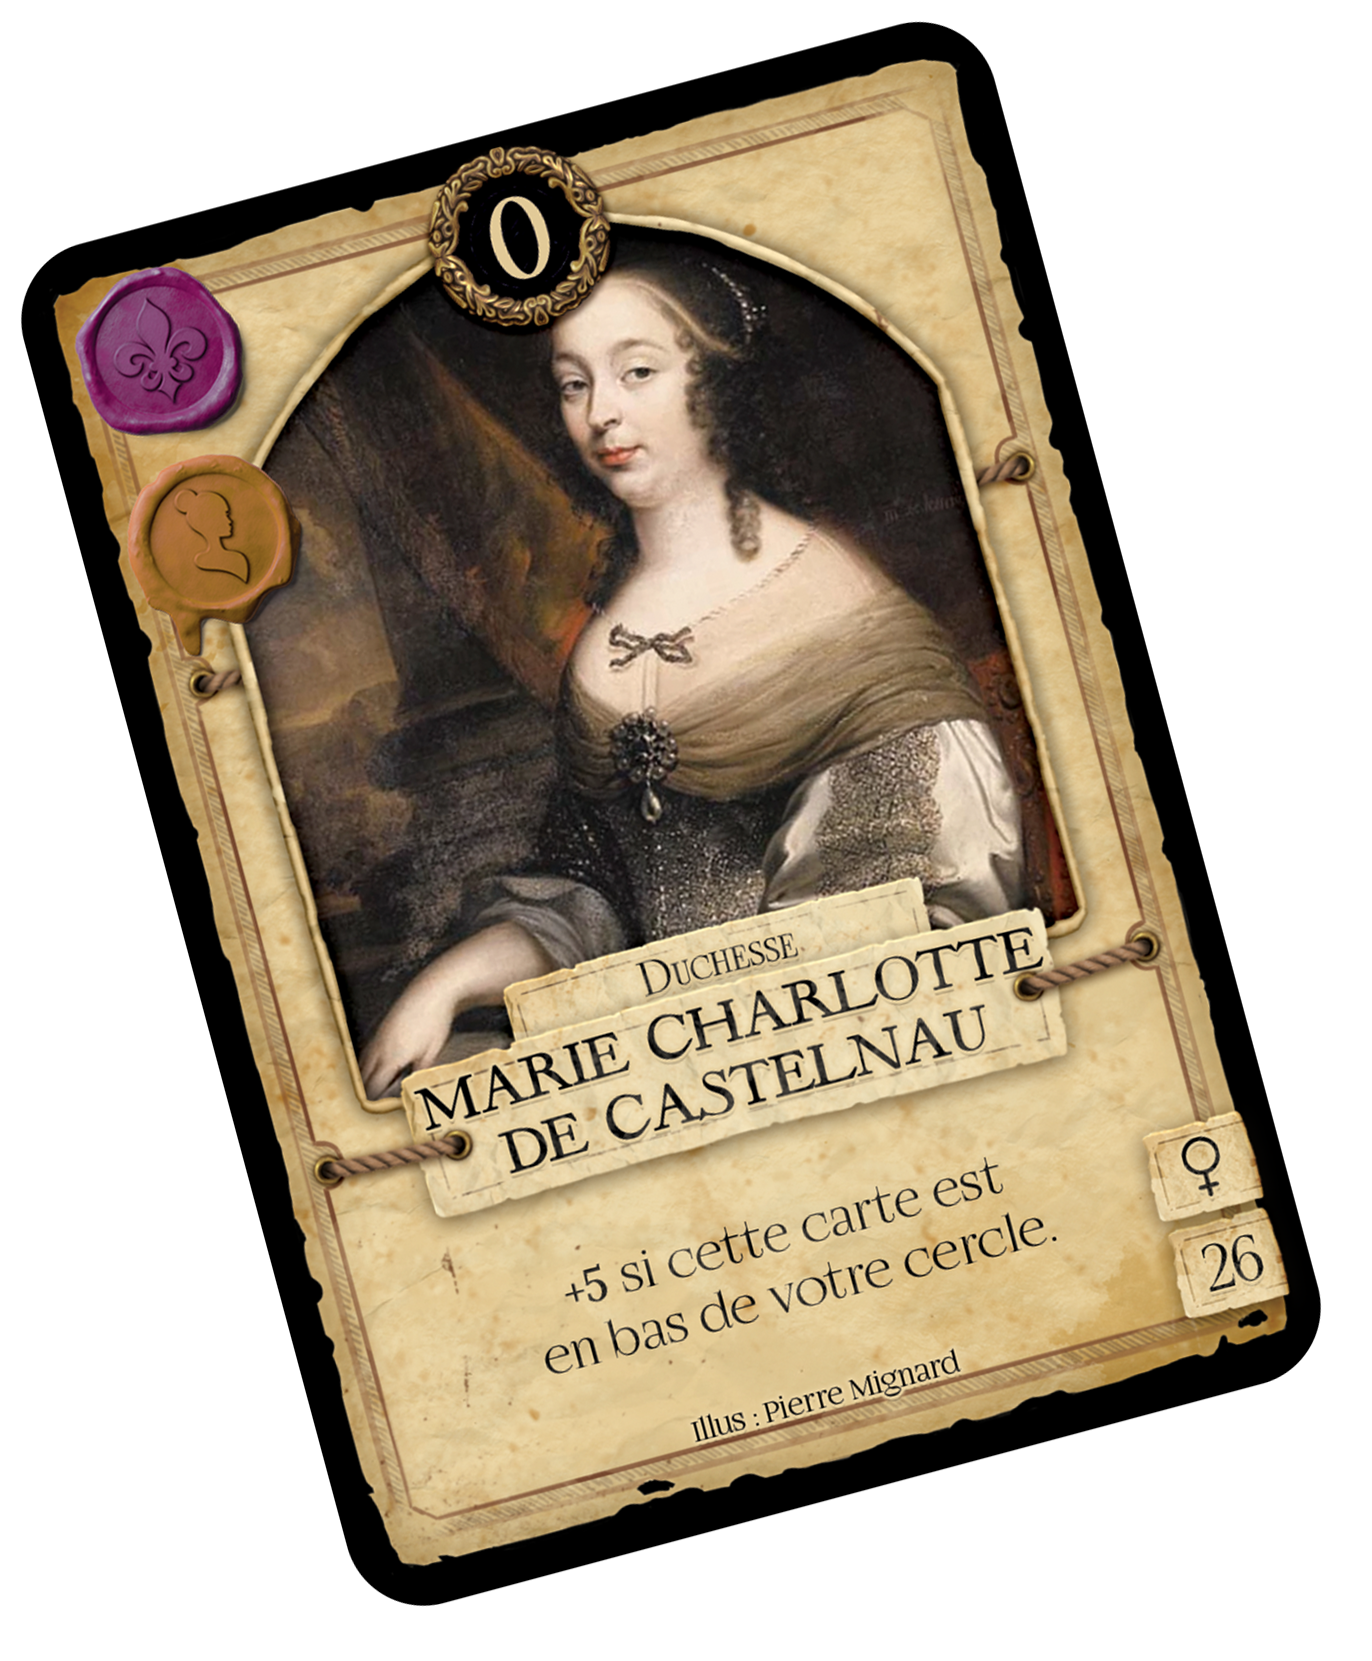 0
DUCHESSE
MARIE CHARLOTTE
DE CASTELNAU
+5 si cette carte est
en bas de votre cercle.
♀
26
Illus : Pierre Mignard